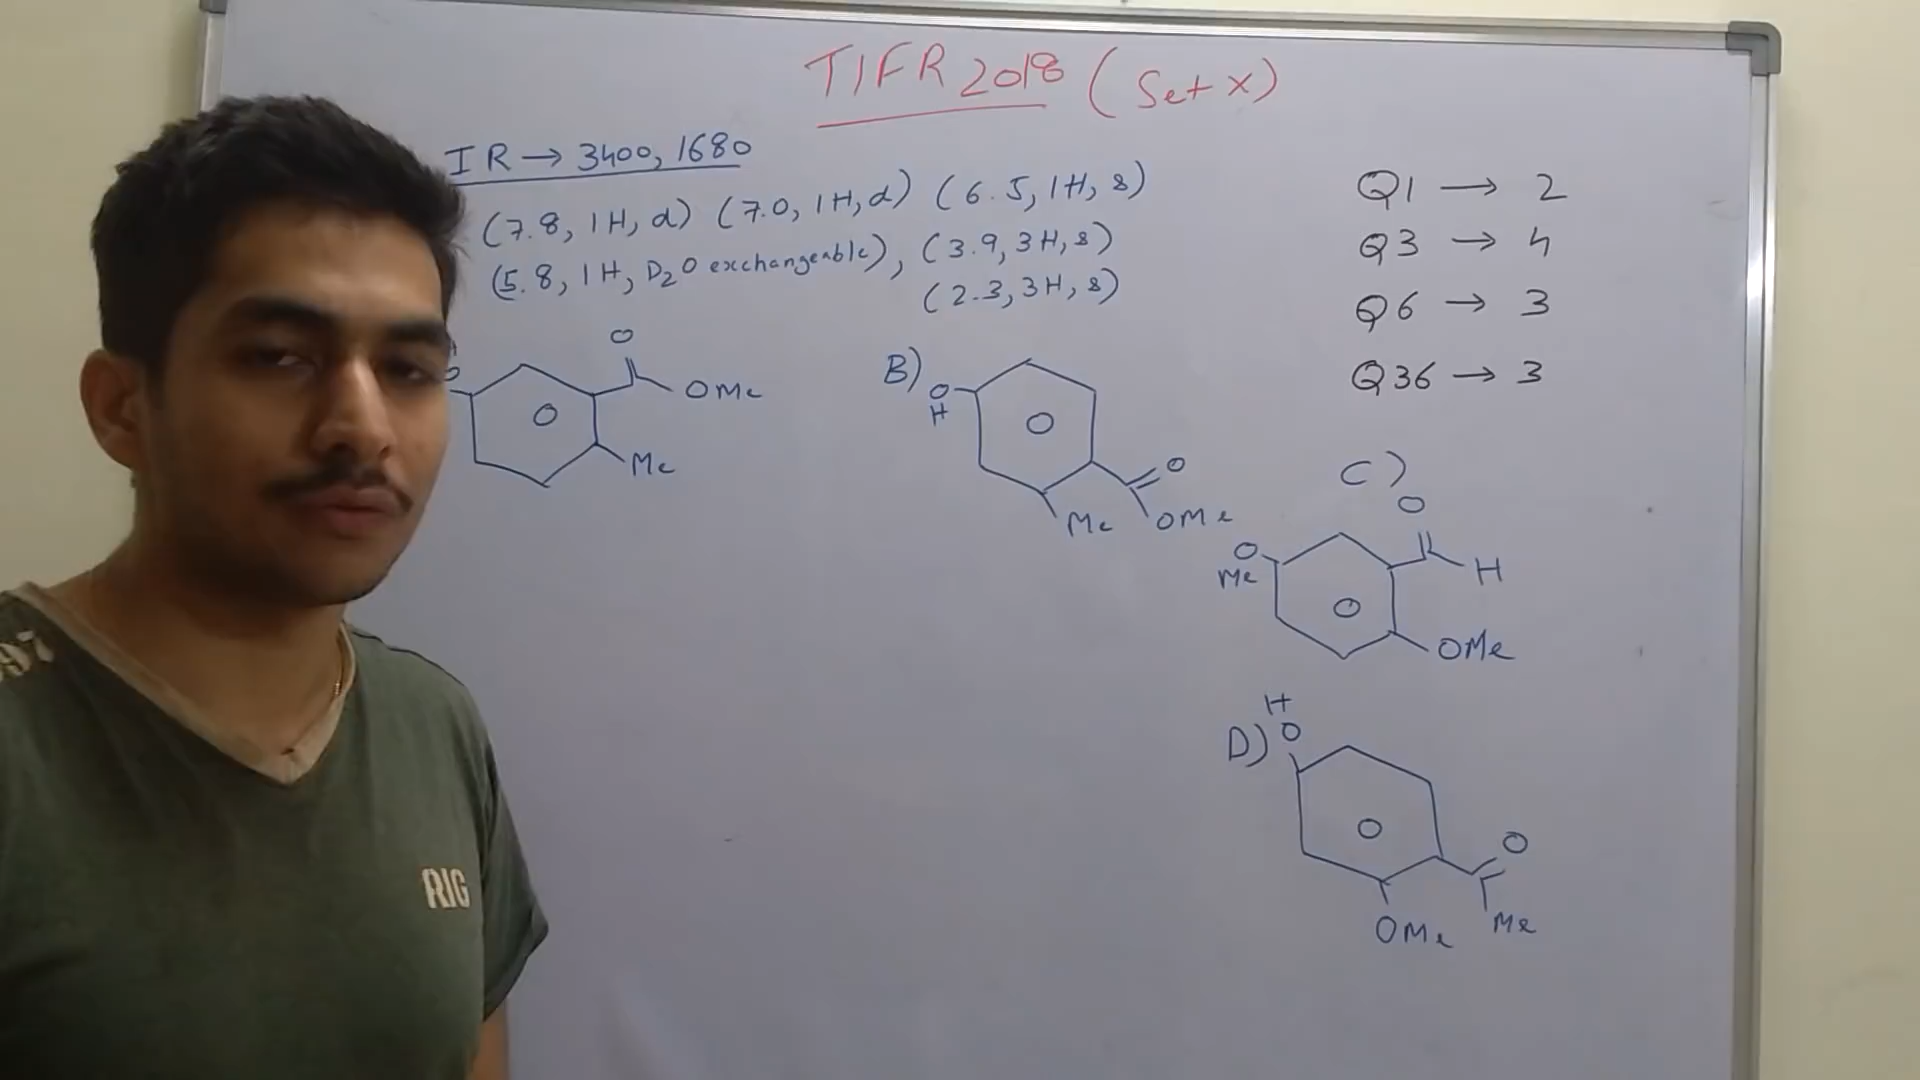 TIFR 2018 (Set X)
IR → 3400, 1680
(7.8, 1H, d) (7.0, 1H, d) (6.5, 1H, s)
(5.8, 1H, D2O exchangeable), (3.9, 3H, s)
(2.3, 3H, s)
Q1 → 2
Q3 → 4
Q6 → 3
Q36 → 3
O
OMe
Me
B)
O
H
O
Me
OMe
C)
O
O
Me
H
OMe
D)
H
O
O
OMe
Me
97
RIG